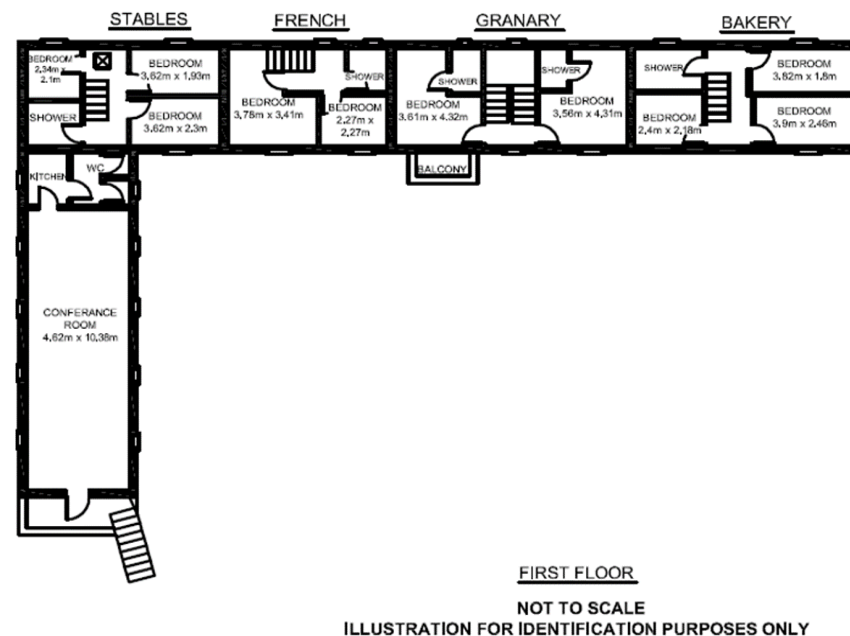 STABLES
FRENCH
GRANARY
BAKERY
BEDROOM
2.34m x
2.1m
BEDROOM
3.62m x 1.93m
SHOWER
BEDROOM
3.62m x 2.3m
BEDROOM
3.78m x 3.41m
SHOWER
BEDROOM
2.27m x
2.27m
SHOWER
BEDROOM
3.61m x 4.32m
SHOWER
BEDROOM
3.56m x 4.31m
SHOWER
BEDROOM
2.4m x 2.18m
BEDROOM
3.82m x 1.8m
BEDROOM
3.9m x 2.46m
KITCHEN
WC
BALCONY
CONFERANCE
ROOM
4.62m x 10.38m
FIRST FLOOR
NOT TO SCALE
ILLUSTRATION FOR IDENTIFICATION PURPOSES ONLY